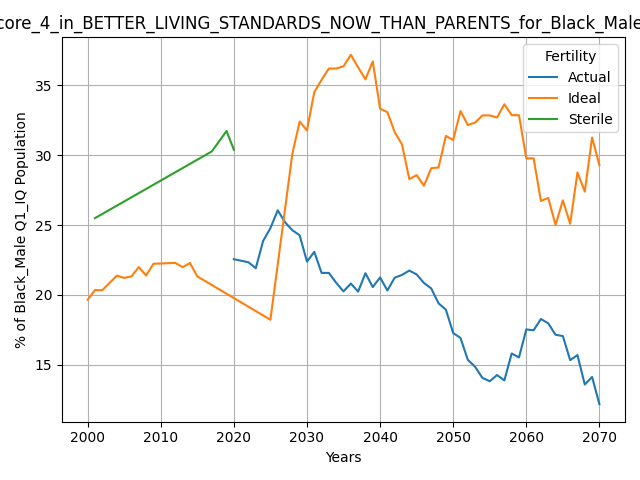 core_4_in_BETTER_LIVING_STANDARDS_NOW_THAN_PARENTS_for_Black_Male
Fertility
Actual
Ideal
Sterile
% of Black_Male Q1_IQ Population
35
30
25
20
15
2000 2010 2020 2030 2040 2050 2060 2070
Years